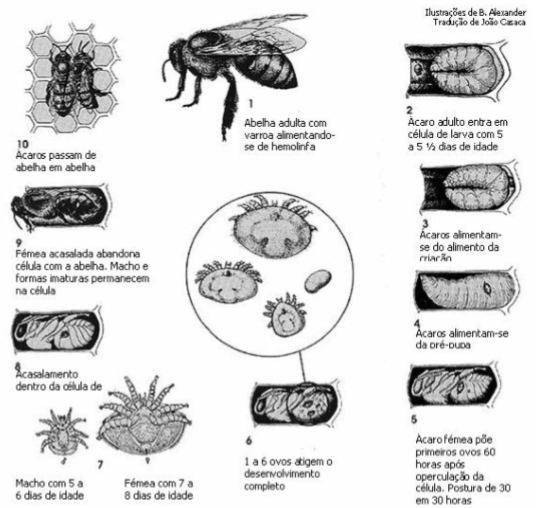 Ilustrações de B. Alexander
Tradução de João Casaca
1
Abelha adulta com
varroa alimentando-
se de hemolinfa
2
Ácaro adulto entra em
célula de larva com 5
a 5 ½ dias de idade
3
Ácaros alimentam-
se do alimento da
criação
4
Ácaros alimentam-se
da pré-pupa
5
Ácaro fémea põe
primeiros ovos 60
horas após
operculação da
célula. Postura de 30
em 30 horas
6
1 a 6 ovos atigem o
desenvolvimento
completo
7
Macho com 5 a
6 dias de idade
Fémea com 7 a
8 dias de idade
8
Acasalamento
dentro da célula de
9
Fémea acasalada abandona
célula com a abelha. Macho e
formas imaturas permanecem
na célula
10
Ácaros passam de
abelha em abelha